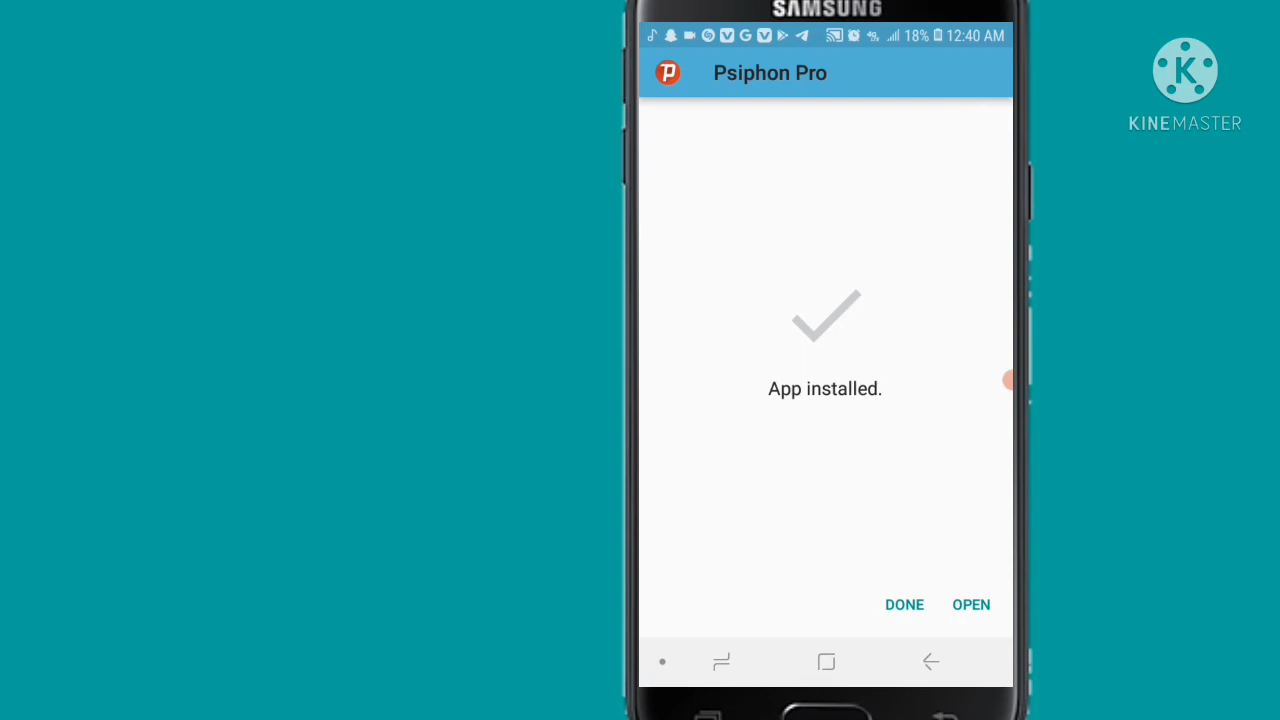 SAMSUNG
18% 12:40 AM
Psiphon Pro
KINEMASTER
App installed.
DONE OPEN